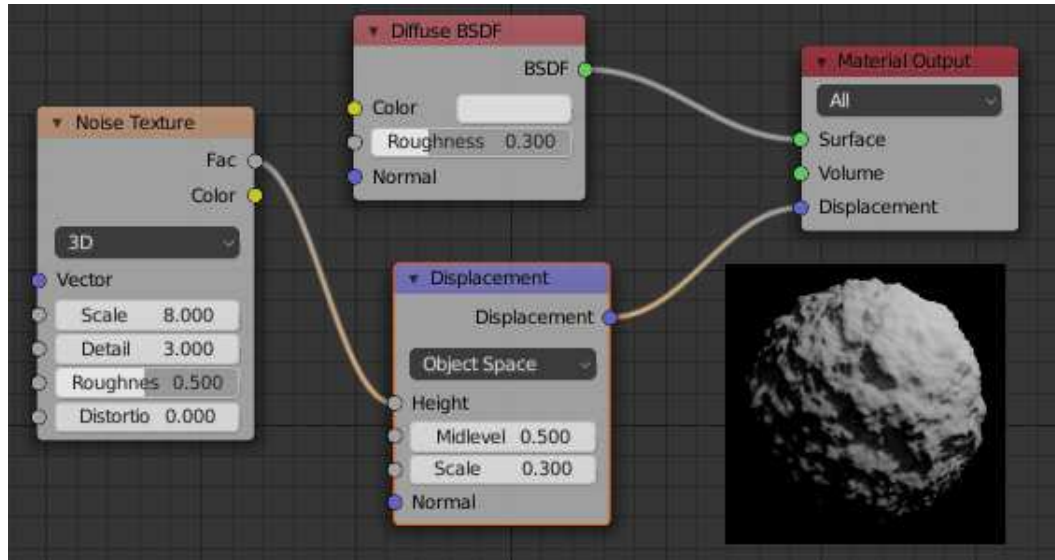 Noise Texture
Fac
Color
3D
Vector
Scale 8.000
Detail 3.000
Roughnes 0.500
Distortio 0.000
Diffuse BSDF
BSDF
Color
Roughness 0.300
Normal
Displacement
Displacement
Object Space
Height
Midlevel 0.500
Scale 0.300
Normal
Material Output
All
Surface
Volume
Displacement